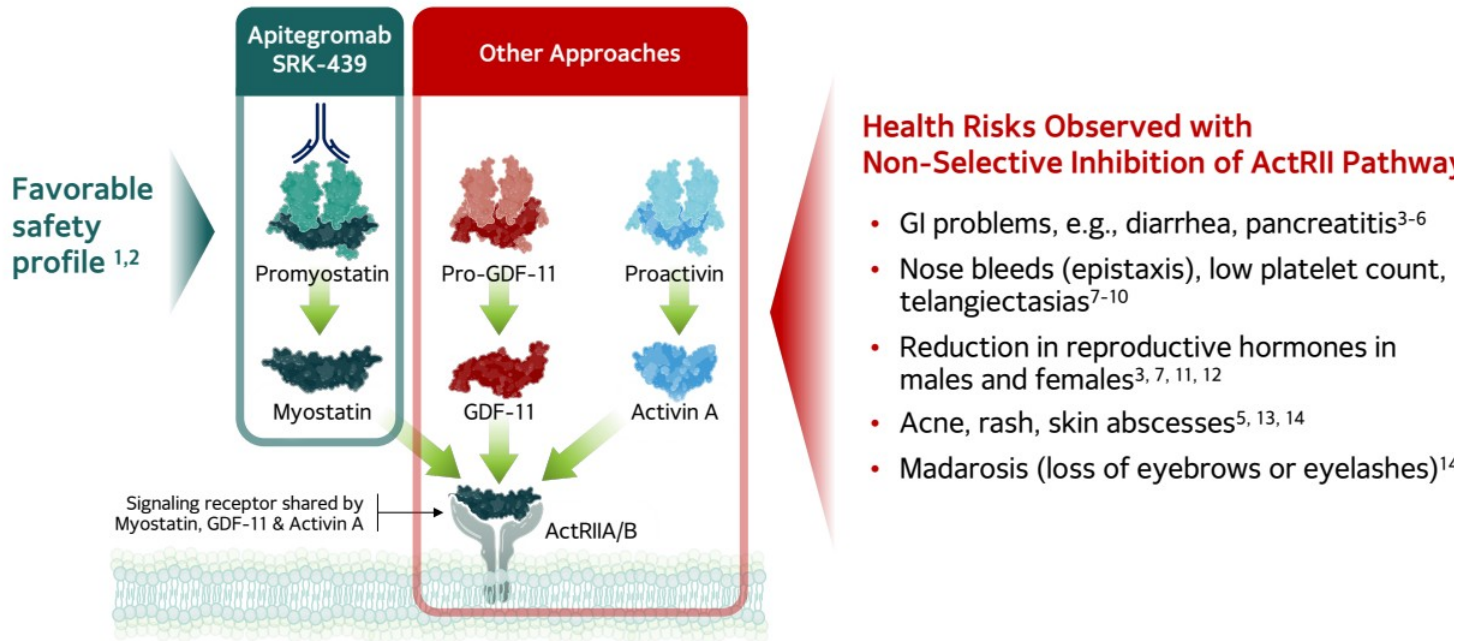 Apitegromab
SRK-439
Other Approaches
Favorable
safety
profile 1,2
Promyostatin
Pro-GDF-11
Proactivin
Myostatin
GDF-11
Activin A
Signaling receptor shared by
Myostatin, GDF-11 & Activin A
ActRIIA/B
Health Risks Observed with
Non-Selective Inhibition of ActRII Pathway
• GI problems, e.g., diarrhea, pancreatitis3-6
• Nose bleeds (epistaxis), low platelet count,
telangiectasias7-10
• Reduction in reproductive hormones in
males and females3, 7, 11, 12
• Acne, rash, skin abscesses5, 13, 14
• Madarosis (loss of eyebrows or eyelashes)14